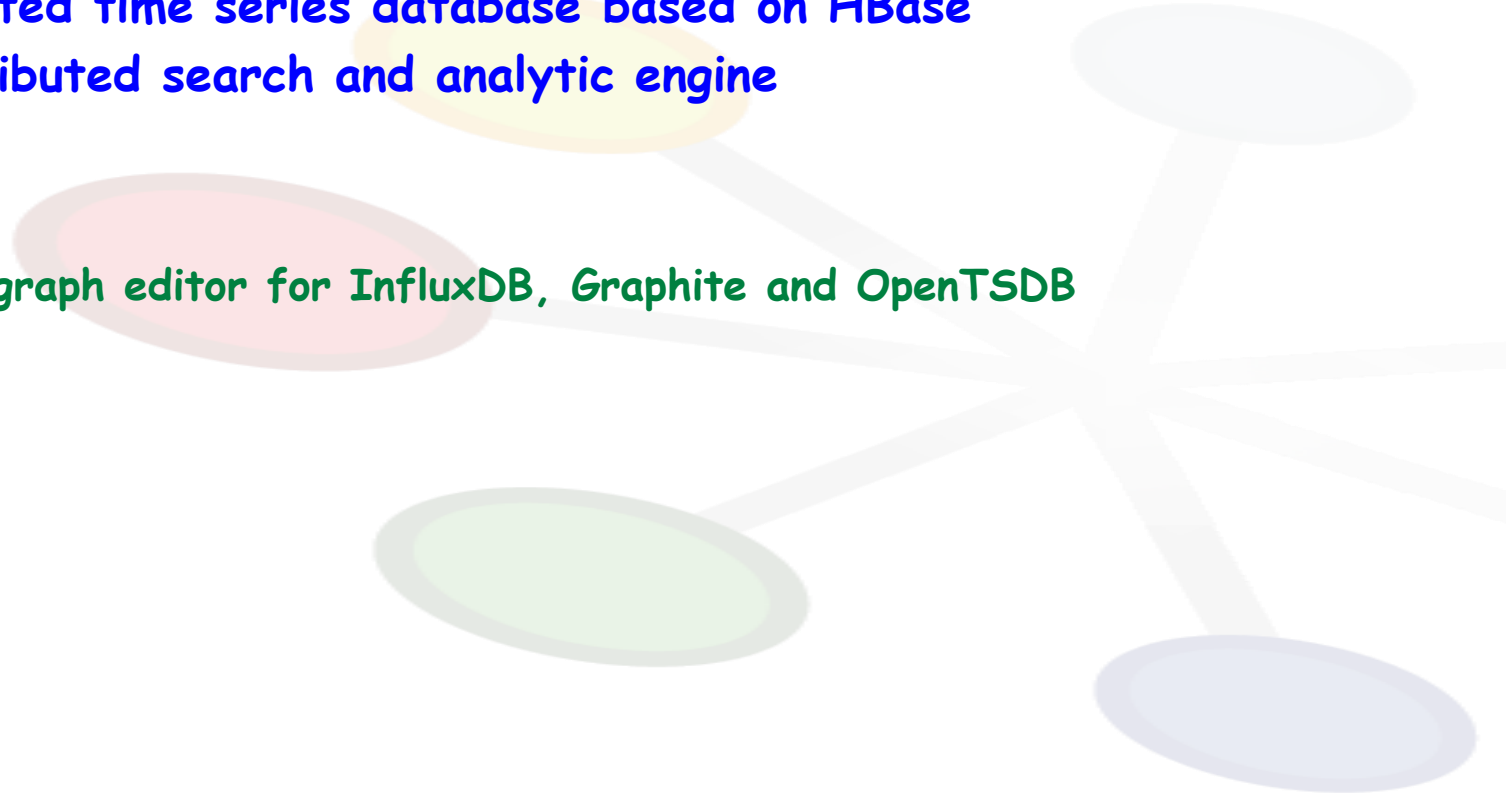 ted time series database based on HBase
ibuted search and analytic engine
graph editor for InfluxDB, Graphite and OpenTSDB